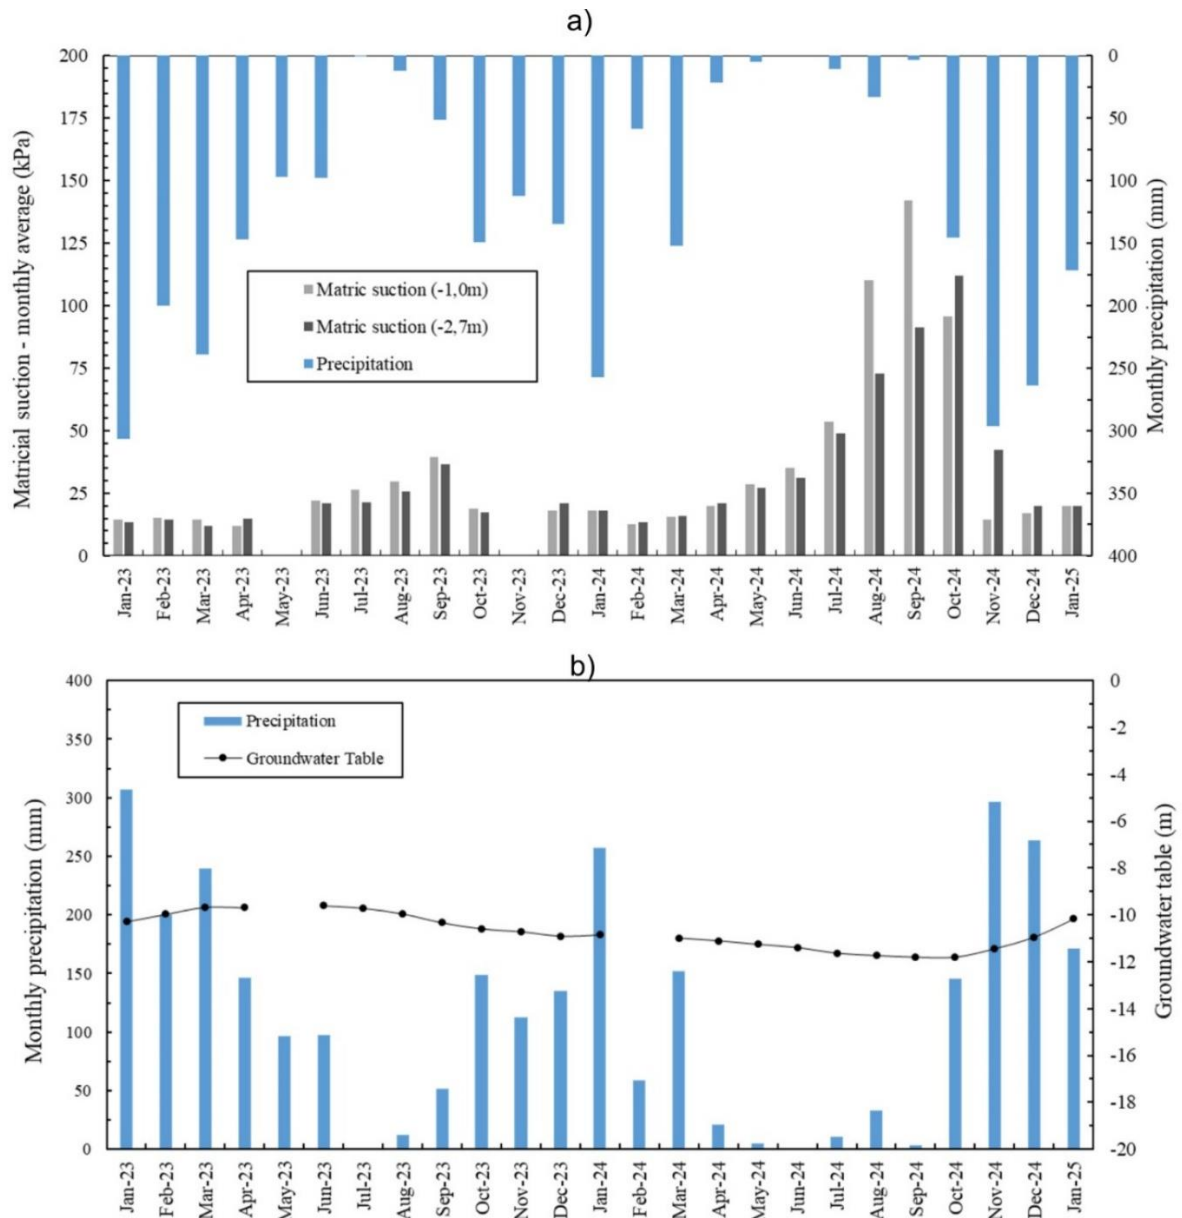 a)
Matricial suction - monthly average (kPa)
200
175
150
125
100
75
50
25
0
Matric suction (-1,0m)
Matric suction (-2,7m)
Precipitation
0
50
100
150
200
250
300
350
400
Monthly precipitation (mm)
Jan-23
Feb-23
Mar-23
Apr-23
May-23
Jun-23
Jul-23
Aug-23
Sep-23
Oct-23
Nov-23
Dec-23
Jan-24
Feb-24
Mar-24
Apr-24
May-24
Jun-24
Jul-24
Aug-24
Sep-24
Oct-24
Nov-24
Dec-24
Jan-25
b)
Monthly precipitation (mm)
400
350
300
250
200
150
100
50
0
Precipitation
Groundwater Table
0
-2
-4
-6
-8
-10
-12
-14
-16
-18
-20
Groundwater table (m)
Jan-23
Feb-23
Mar-23
Apr-23
May-23
Jun-23
Jul-23
Aug-23
Sep-23
Oct-23
Nov-23
Dec-23
Jan-24
Feb-24
Mar-24
Apr-24
May-24
Jun-24
Jul-24
Aug-24
Sep-24
Oct-24
Nov-24
Dec-24
Jan-25